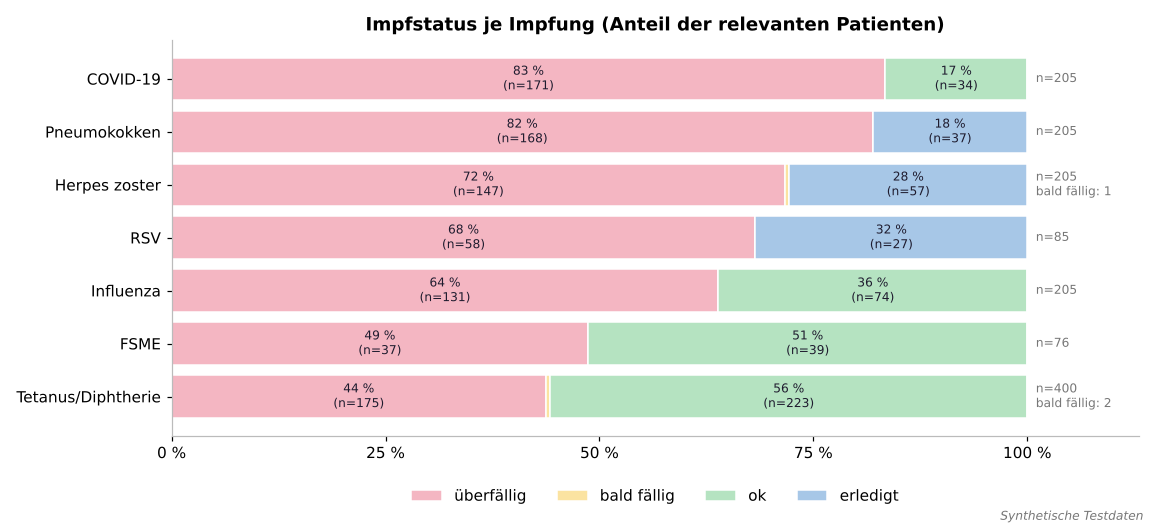 Impfstatus je Impfung (Anteil der relevanten Patienten)
COVID-19
83 %
(n=171)
17 %
(n=34)
n=205
Pneumokokken
82 %
(n=168)
18 %
(n=37)
n=205
Herpes zoster
72 %
(n=147)
28 %
(n=57)
n=205
bald fällig: 1
RSV
68 %
(n=58)
32 %
(n=27)
n=85
Influenza
64 %
(n=131)
36 %
(n=74)
n=205
FSME
49 %
(n=37)
51 %
(n=39)
n=76
Tetanus/Diphtherie
44 %
(n=175)
56 %
(n=223)
n=400
bald fällig: 2
0 %
25 %
50 %
75 %
100 %
überfällig
bald fällig
ok
erledigt
Synthetische Testdaten